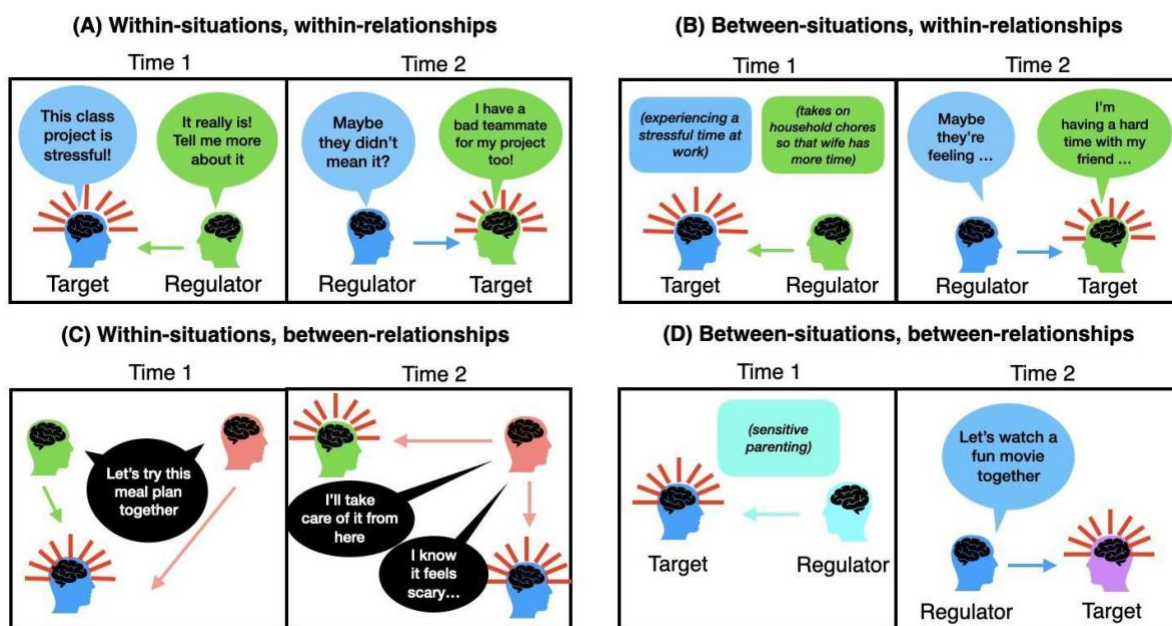 (A) Within-situations, within-relationships
Time 1
Time 2
This class
project is
stressful!
It really is!
Tell me more
about it
Maybe
they didn't
mean it?
I have a
bad teammate
for my project
too!
Target
Regulator
Regulator
Target
(B) Between-situations, within-relationships
Time 1
Time 2
(experiencing a
stressful time at
work)
(takes on
household chores
so that wife has
more time)
Maybe
they're
feeling ...
I'm
having a hard
time with my
friend ...
Target
Regulator
Regulator
Target
(C) Within-situations, between-relationships
Time 1
Time 2
Let's try this
meal plan
together
I'll take
care of it from
here
I know
it feels
scary...
(D) Between-situations, between-relationships
Time 1
Time 2
(sensitive
parenting)
Let's watch a
fun movie
together
Target
Regulator
Regulator
Target